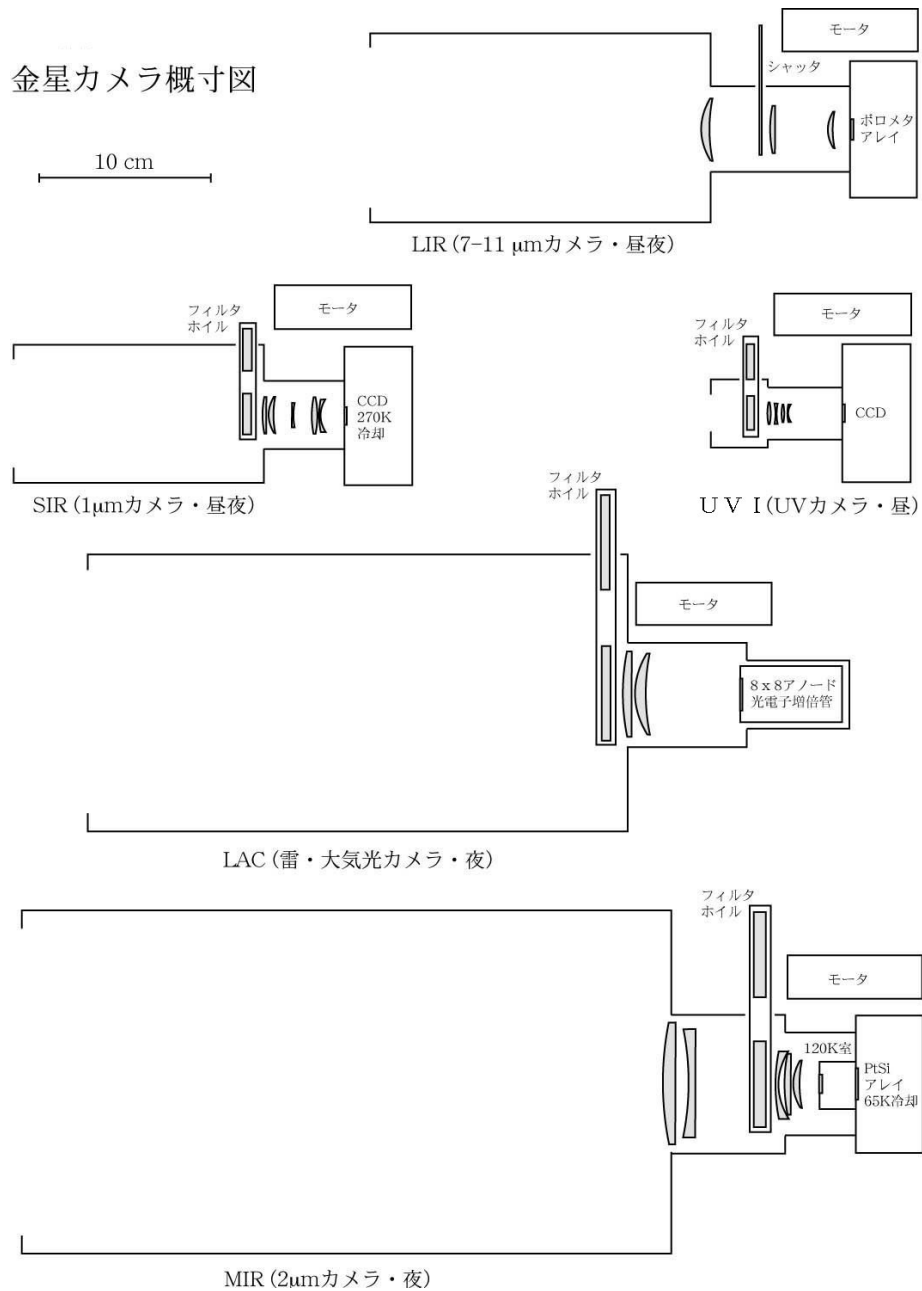 金星カメラ概寸図
10 cm
モータ
シャッタ
ボロメタ
アレイ
LIR (7−11 μmカメラ・昼夜)
フィルタ
ホイル
モータ
CCD
270K
冷却
SIR (1μmカメラ・昼夜)
フィルタ
ホイル
モータ
CCD
ＵＶＩ(UVカメラ・昼)
フィルタ
ホイル
モータ
8 x 8アノード
光電子増倍管
LAC (雷・大気光カメラ・夜)
フィルタ
ホイル
モータ
120K室
PtSi
アレイ
65K冷却
MIR (2μmカメラ・夜)